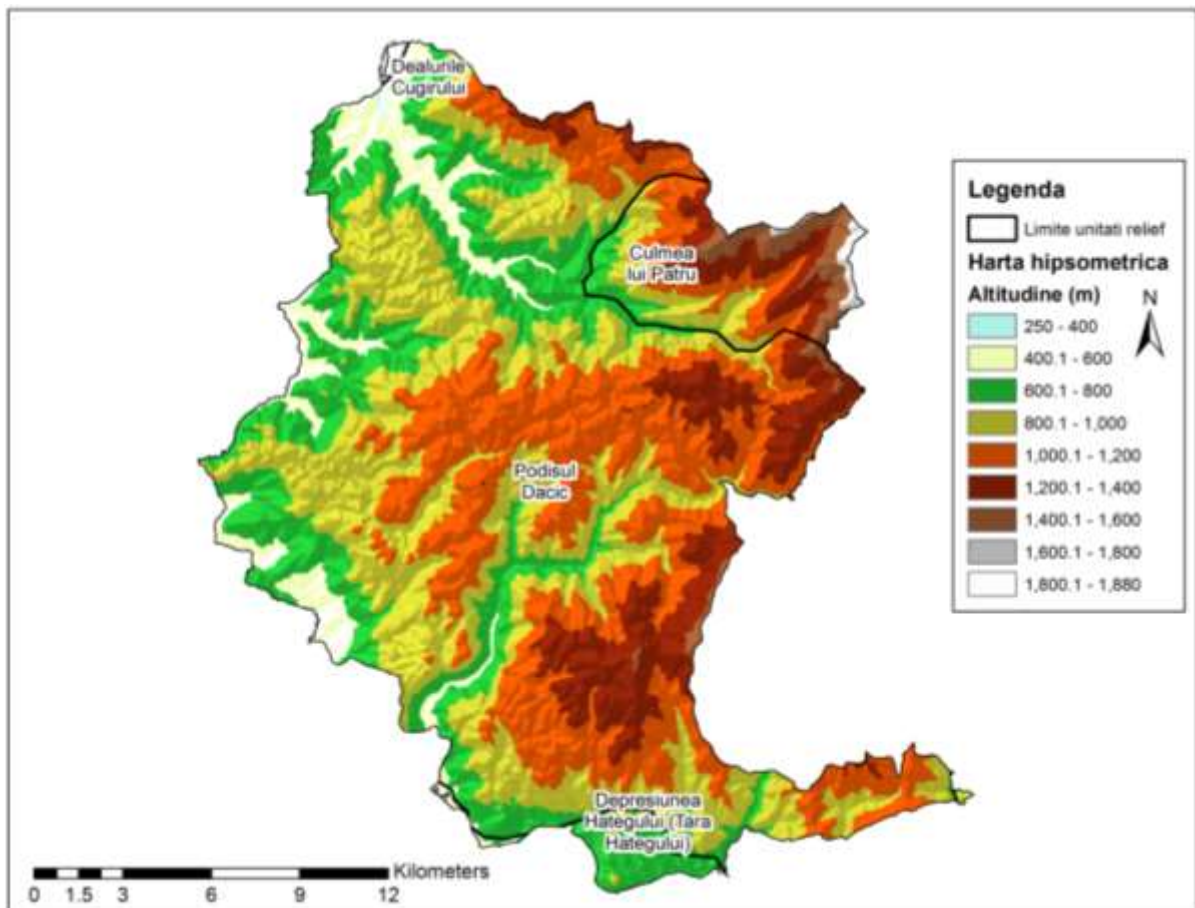 Dealurile
Cugirului
Culmea
lui Patru
Podisul
Dacic
Depresiunea
Hategului (Tara
Hategului)
Legenda
Limite unitati relief
Harta hipsometrica
Altitudine (m)
N
250 - 400
400.1 - 600
600.1 - 800
800.1 - 1,000
1,000.1 - 1,200
1,200.1 - 1,400
1,400.1 - 1,600
1,600.1 - 1,800
1,800.1 - 1,880
Kilometers
0 1.5 3 6 9 12